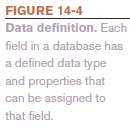 FIGURE 14-4
Data definition. Each
field in a database has
a defined data type
and properties that
can be assigned to
that field.